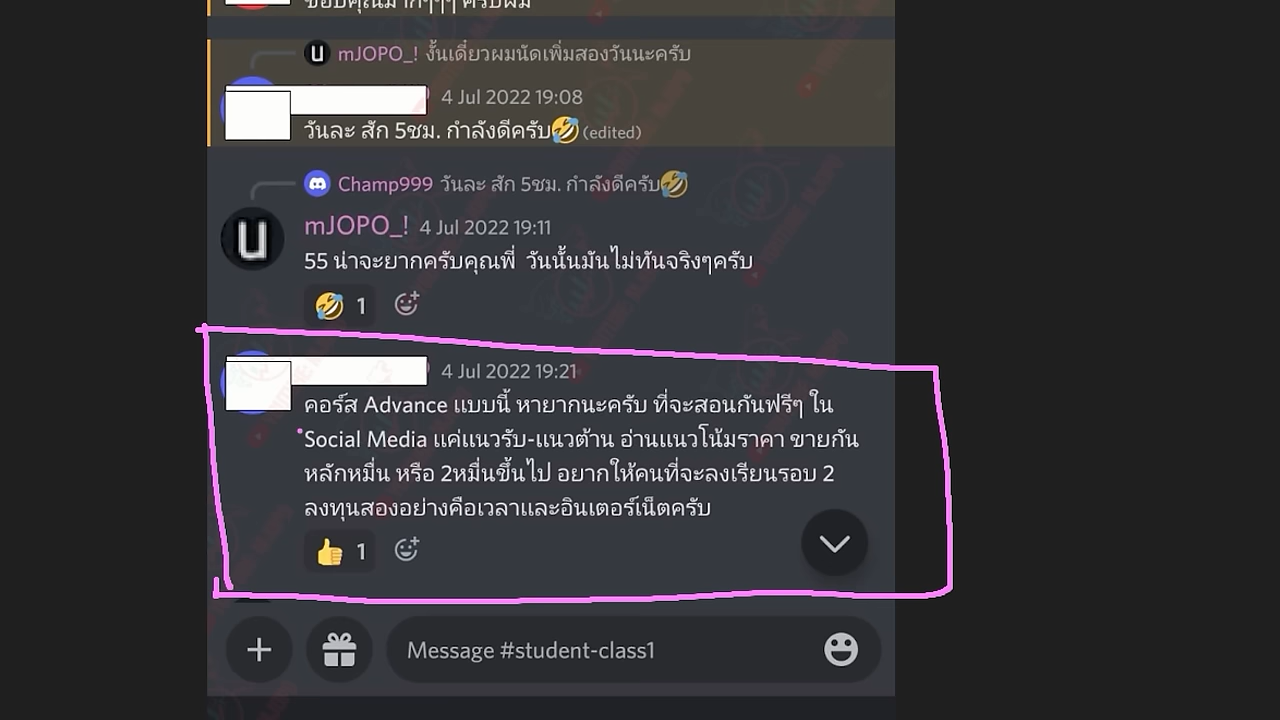 ขอบคุณมากๆๆๆ ครับผม
mJOPO_! งั้นเดี๋ยวผมนัดเพิ่มสองวันนะครับ
4 Jul 2022 19:08
วันละ สัก 5ชม. กำลังดีครับ🤣 (edited)
Champ999 วันละ สัก 5ชม. กำลังดีครับ🤣
mJOPO_! 4 Jul 2022 19:11
55 น่าจะยากครับคุณพี่ วันนั้นมันไม่ทันจริงๆครับ
🤣 1
4 Jul 2022 19:21
คอร์ส Advance แบบนี้ หายากนะครับ ที่จะสอนกันฟรีๆ ใน
Social Media แค่แนวรับ-แนวต้าน อ่านแนวโน้มราคา ขายกัน
หลักหมื่น หรือ 2หมื่นขึ้นไป อยากให้คนที่จะลงเรียนรอบ 2
ลงทุนสองอย่างคือเวลาและอินเตอร์เน็ตครับ
👍 1
Message #student-class1